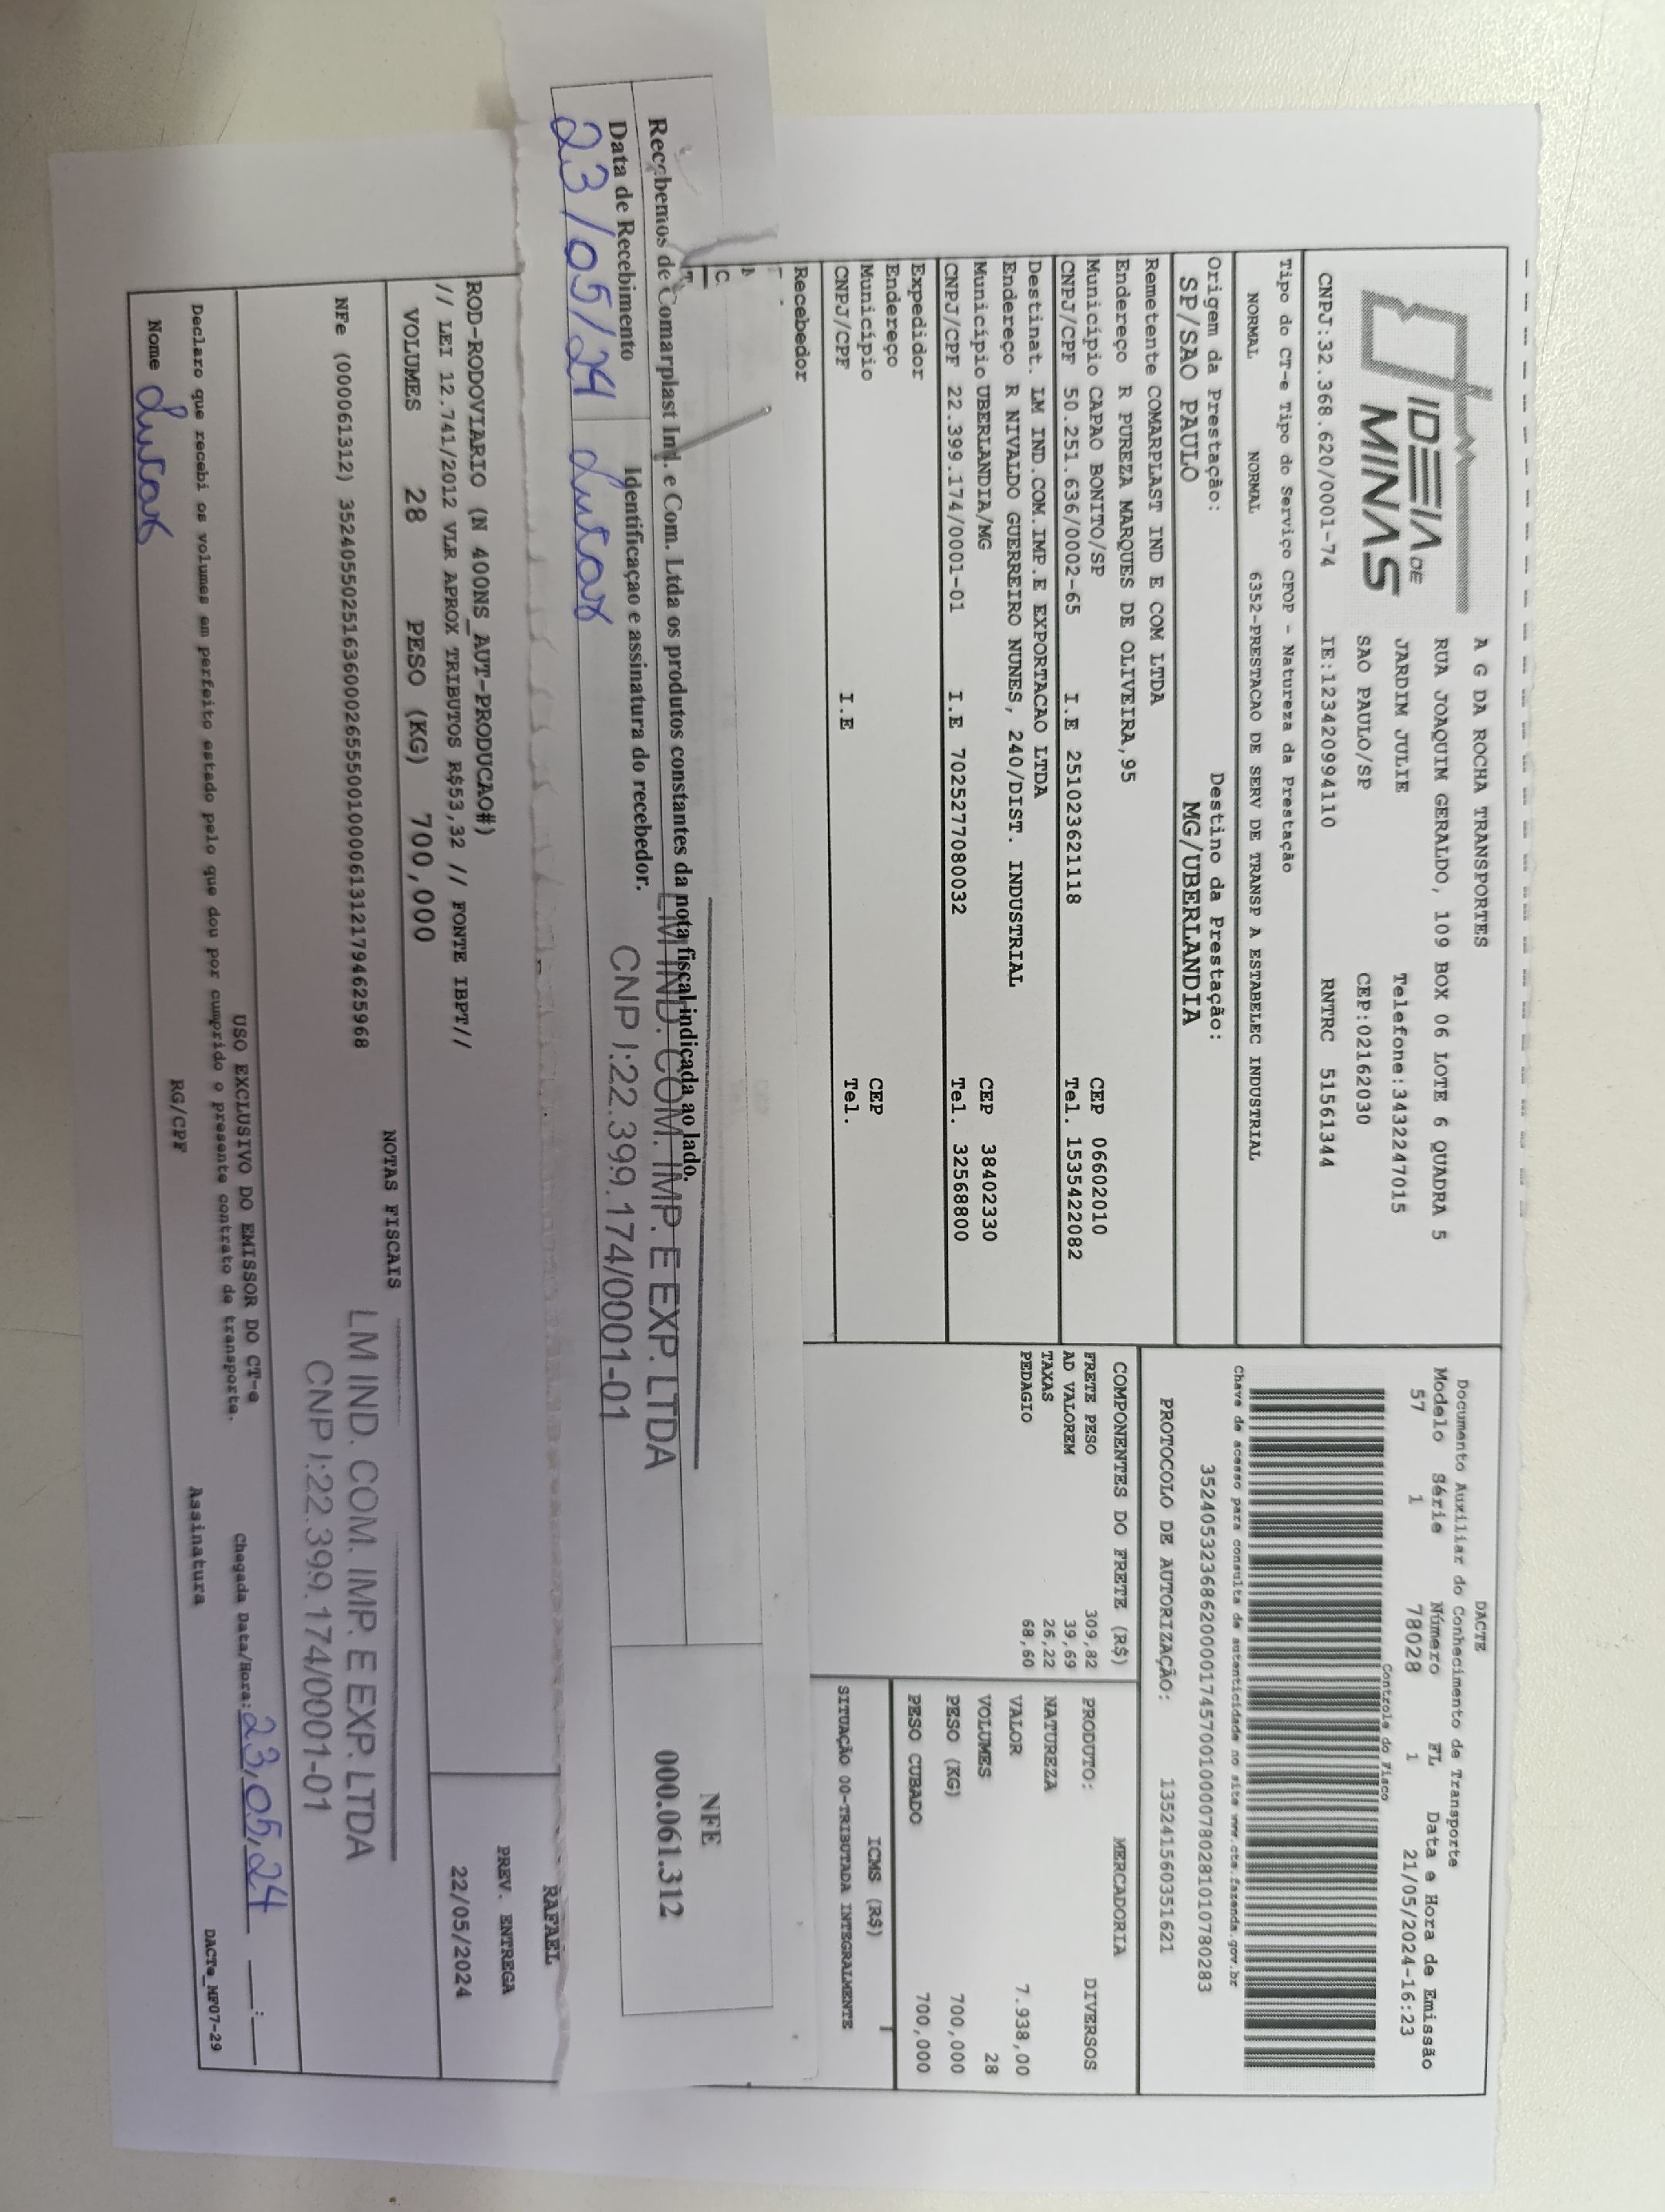 IDEIA DE
MINAS
A G DA ROCHA TRANSPORTES
RUA JOAQUIM GERALDO, 109 BOX 06 LOTE 6 QUADRA 5
JARDIM JULIE Telefone:34322247015
SAO PAULO/SP CEP:02162030
CNPJ:32.368.620/0001-74 IE:123420994110 RNTRC 51561344
Tipo do CT-e Tipo do Serviço CFOP - Natureza da Prestação
NORMAL NORMAL 6352-PRESTACAO DE SERV DE TRANSP A ESTABELEC INDUSTRIAL
Origem da Prestação: Destino da Prestação:
SP/SAO PAULO MG/UBERLANDIA
Remetente COMARPLAST IND E COM LTDA
Endereço R PUREZA MARQUES DE OLIVEIRA,95
Município CAPAO BONITO/SP CEP 06602010
CNPJ/CPF 50.251.636/0002-65 I.E 251023621118 Tel. 1535422082
Destinat. LM IND.COM.IMP.E EXPORTACAO LTDA
Endereço R NIVALDO GUERREIRO NUNES, 240/DIST. INDUSTRIAL
Município UBERLANDIA/MG CEP 38402330
CNPJ/CPF 22.399.174/0001-01 I.E 7025277080032 Tel. 32568800
Expedidor
Endereço
Município CEP
CNPJ/CPF I.E Tel.
Recebedor
DACTE
Documento Auxiliar do Conhecimento de Transporte
Modelo Série Número FL Data e Hora de Emissão
57 1 78028 1 21/05/2024-16:23
Controle do Fisco
Chave de acesso para consulta de autenticidade no site www.cte.fazenda.gov.br
35240532368620000174570010000780281010780283
PROTOCOLO DE AUTORIZAÇÃO: 135241560351621
COMPONENTES DO FRETE (R$)
FRETE PESO 309,82
AD VALOREM 39,69
TAXAS 26,22
PEDAGIO 68,60
MERCADORIA
PRODUTO: DIVERSOS
NATUREZA
VALOR 7.938,00
VOLUMES 28
PESO (KG) 700,000
PESO CUBADO 700,000
ICMS (R$)
SITUAÇÃO 00-TRIBUTADA INTEGRALMENTE
Recebemos de Comarplast Ind. e Com. Ltda os produtos constantes da nota fiscal indicada ao lado.
Data de Recebimento Identificaçao e assinatura do recebedor.
23/05/24 Lucas
LM IND. COM. IMP. E EXP. LTDA
CNPJ:22.399.174/0001-01
NFE
000.061.312
RAFAEL
ROD-RODOVIARIO (N 400NS_AUT-PRODUCAO#)
// LEI 12.741/2012 VLR APROX TRIBUTOS R$53,32 // FONTE IBPT//
VOLUMES 28 PESO (KG) 700,000
PREV. ENTREGA
22/05/2024
NOTAS FISCAIS
NFe (000061312) 35240550251636000265550010000613121794625968
LM IND. COM. IMP. E EXP. LTDA
CNPJ:22.399.174/0001-01
USO EXCLUSIVO DO EMISSOR DO CT-e
Declaro que recebi os volumes em perfeito estado pelo que dou por cumprido o presente contrato de transporte.
Chegada Data/Hora: 23,05,24 __:__
Nome Lucas RG/CPF Assinatura
DACTe_NF07-29